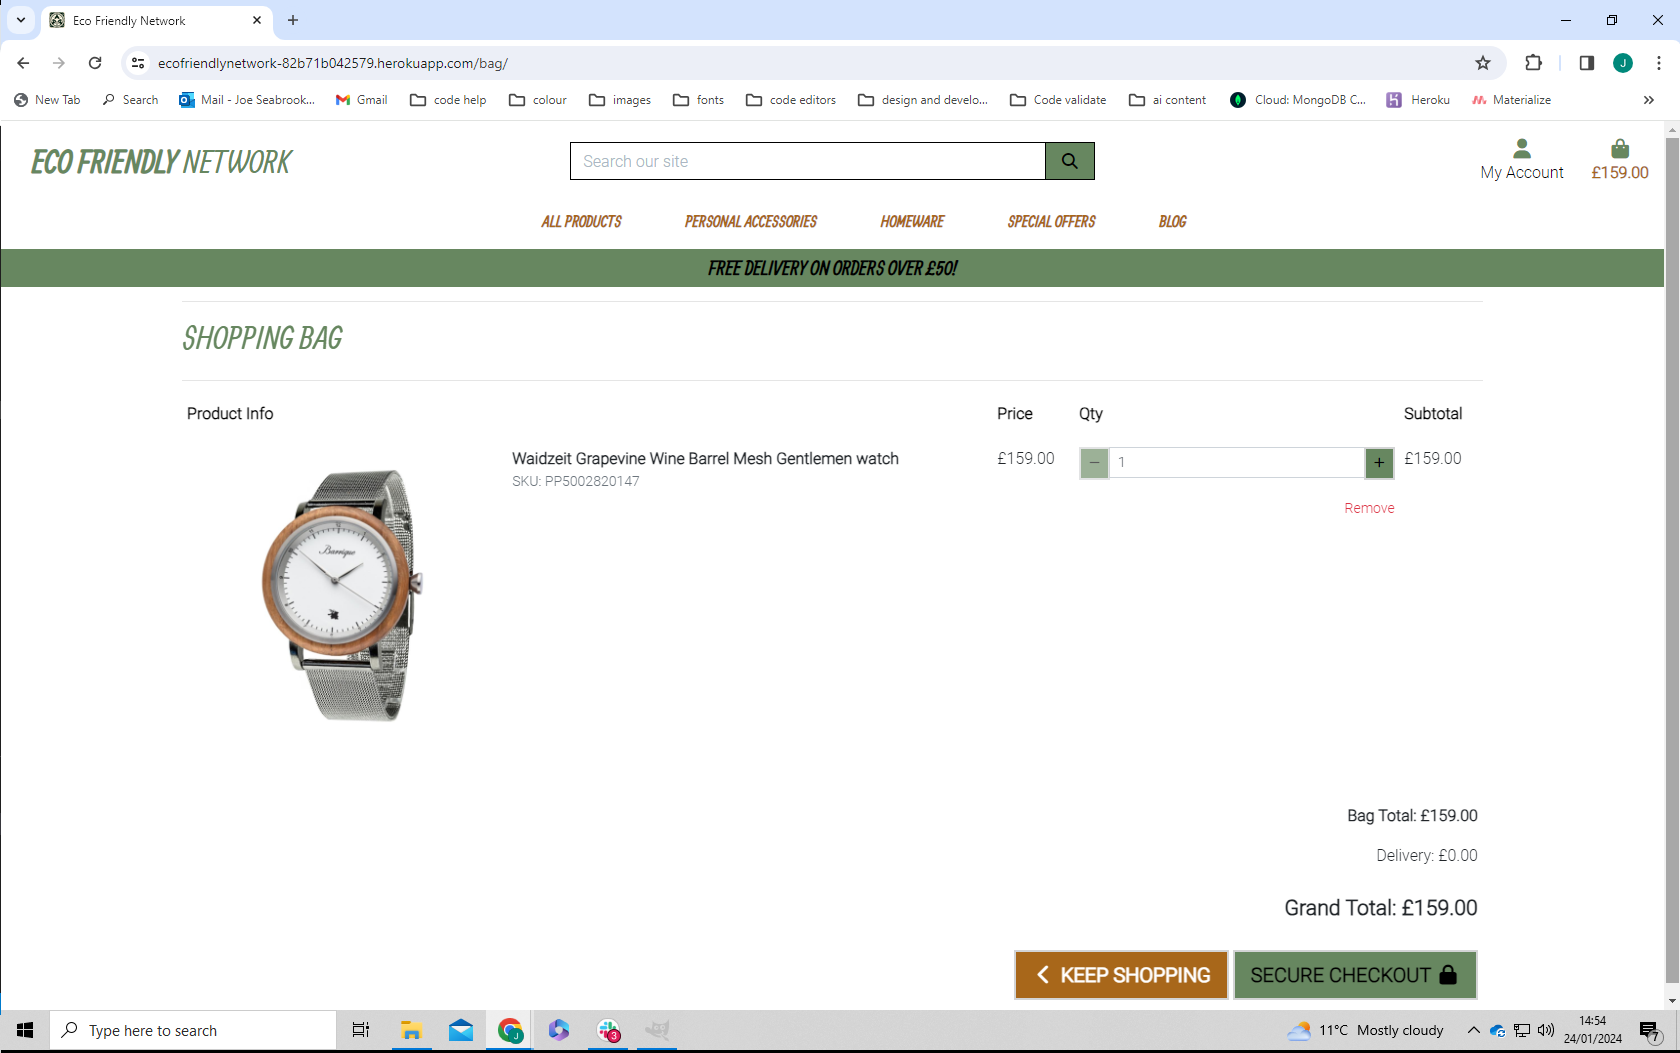 Eco Friendly Network
ecofriendlynetwork-82b71b042579.herokuapp.com/bag/
J
New Tab Search Mail - Joe Seabrook... Gmail code help colour images fonts code editors design and develo... Code validate ai content Cloud: MongoDB C... Heroku Materialize
ECO FRIENDLY NETWORK
Search our site
My Account
£159.00
ALL PRODUCTS PERSONAL ACCESSORIES HOMEWARE SPECIAL OFFERS BLOG
FREE DELIVERY ON ORDERS OVER £50!
SHOPPING BAG
Product Info Price Qty Subtotal
Waidzeit Grapevine Wine Barrel Mesh Gentlemen watch £159.00 − 1 + £159.00
SKU: PP5002820147
Remove
Barrique
Bag Total: £159.00
Delivery: £0.00
Grand Total: £159.00
KEEP SHOPPING SECURE CHECKOUT
Type here to search
J
3
11°C Mostly cloudy
14:54
24/01/2024
7